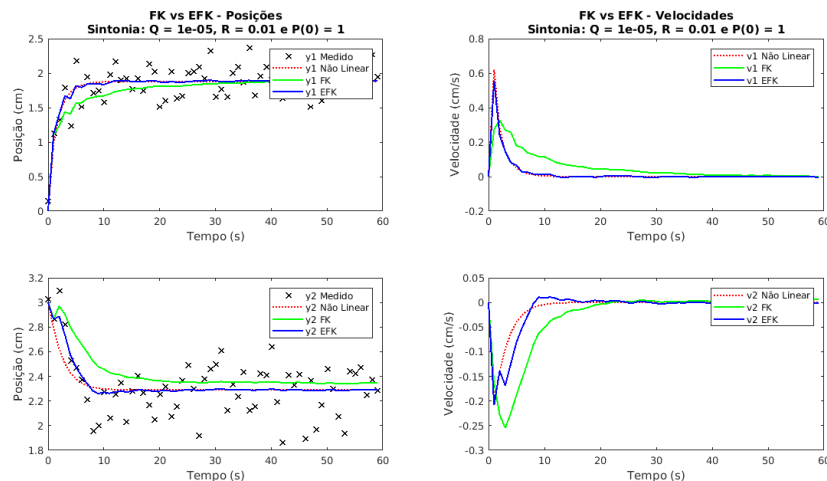 FK vs EFK - Posições
Sintonia: Q = 1e-05, R = 0.01 e P(0) = 1
Posição (cm)
2.5
2
1.5
1
0.5
0
0 10 20 30 40 50 60
Tempo (s)
y1 Medido
y1 Não Linear
y1 FK
y1 EFK
FK vs EFK - Velocidades
Sintonia: Q = 1e-05, R = 0.01 e P(0) = 1
Velocidade (cm/s)
0.8
0.6
0.4
0.2
0
-0.2
0 10 20 30 40 50 60
Tempo (s)
v1 Não Linear
v1 FK
v1 EFK
Posição (cm)
3.2
3
2.8
2.6
2.4
2.2
2
1.8
0 10 20 30 40 50 60
Tempo (s)
y2 Medido
y2 Não Linear
y2 FK
y2 EFK
Velocidade (cm/s)
0.05
0
-0.05
-0.1
-0.15
-0.2
-0.25
-0.3
0 10 20 30 40 50 60
Tempo (s)
v2 Não Linear
v2 FK
v2 EFK